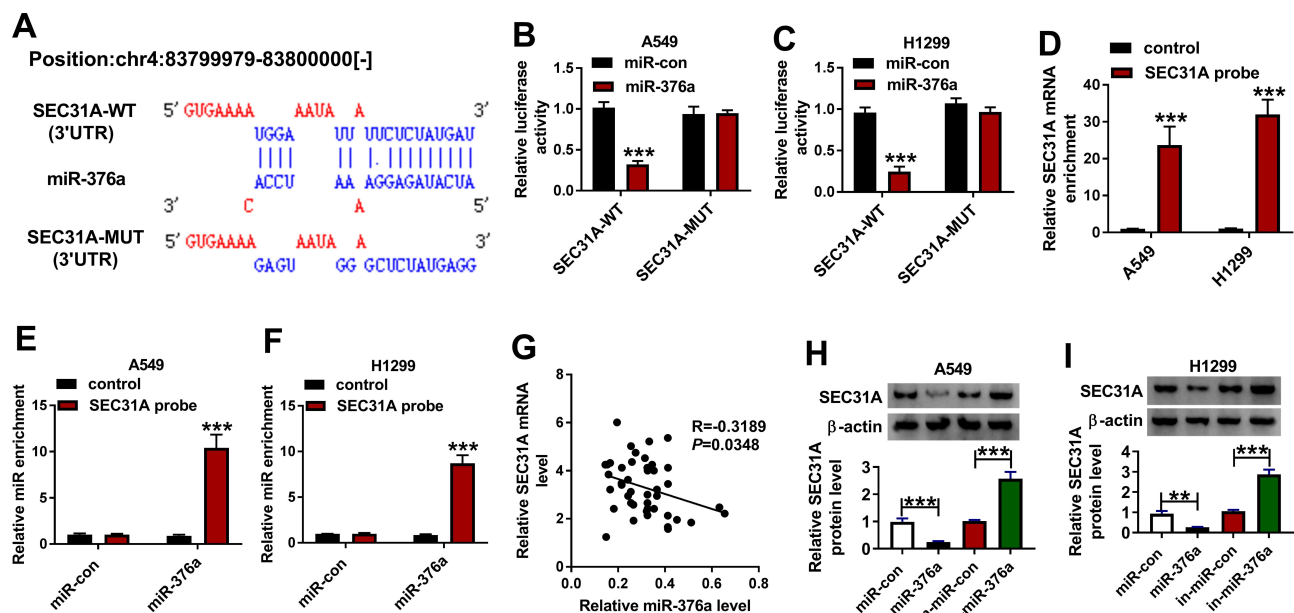 A
Position:chr4:83799979-83800000[-]
SEC31A-WT
(3'UTR)
5' GUGAAAA AAUA A 3'
UGGA UU UUCUCUAUGAU
miR-376a
ACCU AA AGGAGAUACUA
3' C A 5'
SEC31A-MUT
(3'UTR)
5' GUGAAAA AAUA A 3'
GAGU GG GCUCUAUGAGG
B
A549
miR-con
miR-376a
Relative luciferase
activity
1.5
1.0
0.5
0.0
***
SEC31A-WT
SEC31A-MUT
C
H1299
miR-con
miR-376a
Relative luciferase
activity
1.5
1.0
0.5
0.0
***
SEC31A-WT
SEC31A-MUT
D
control
SEC31A probe
Relative SEC31A mRNA
enrichment
40
30
20
10
0
***
***
A549
H1299
E
A549
control
SEC31A probe
Relative miR enrichment
15
10
5
0
***
miR-con
miR-376a
F
H1299
control
SEC31A probe
Relative miR enrichment
15
10
5
0
***
miR-con
miR-376a
G
Relative SEC31A mRNA
level
8
6
4
2
0
R=-0.3189
P=0.0348
0.0 0.2 0.4 0.6 0.8
Relative miR-376a level
H
A549
SEC31A
β-actin
Relative SEC31A
protein level
3
2
1
0
***
***
miR-con
miR-376a
in-miR-con
in-miR-376a
I
H1299
SEC31A
β-actin
Relative SEC31A
protein level
4
3
2
1
0
**
***
miR-con
miR-376a
in-miR-con
in-miR-376a